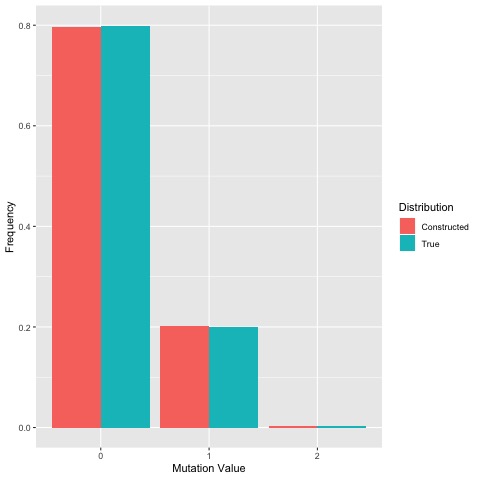 0.8
0.6
0.4
0.2
0.0
Frequency
0 1 2
Mutation Value
Distribution
Constructed
True